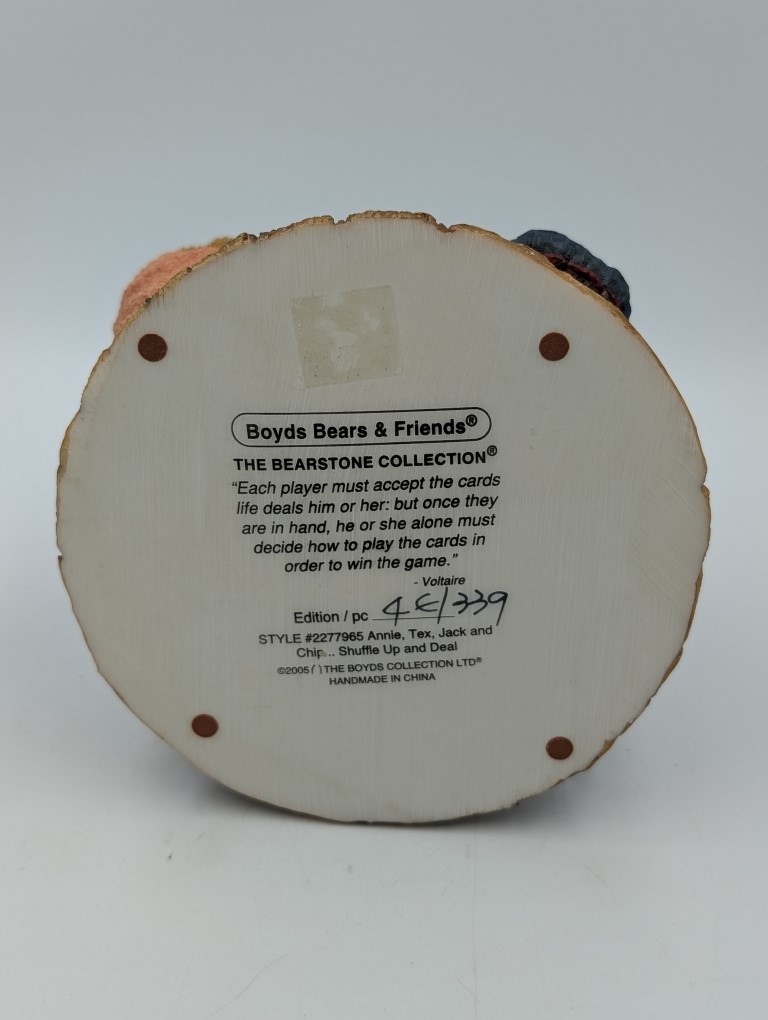 Boyds Bears & Friends®
THE BEARSTONE COLLECTION®
"Each player must accept the cards
life deals him or her: but once they
are in hand, he or she alone must
decide how to play the cards in
order to win the game."
- Voltaire
Edition / pc 4E/339
STYLE #2277965 Annie, Tex, Jack and
Chip... Shuffle Up and Deal
©2005 ( ) THE BOYDS COLLECTION LTD®
HANDMADE IN CHINA